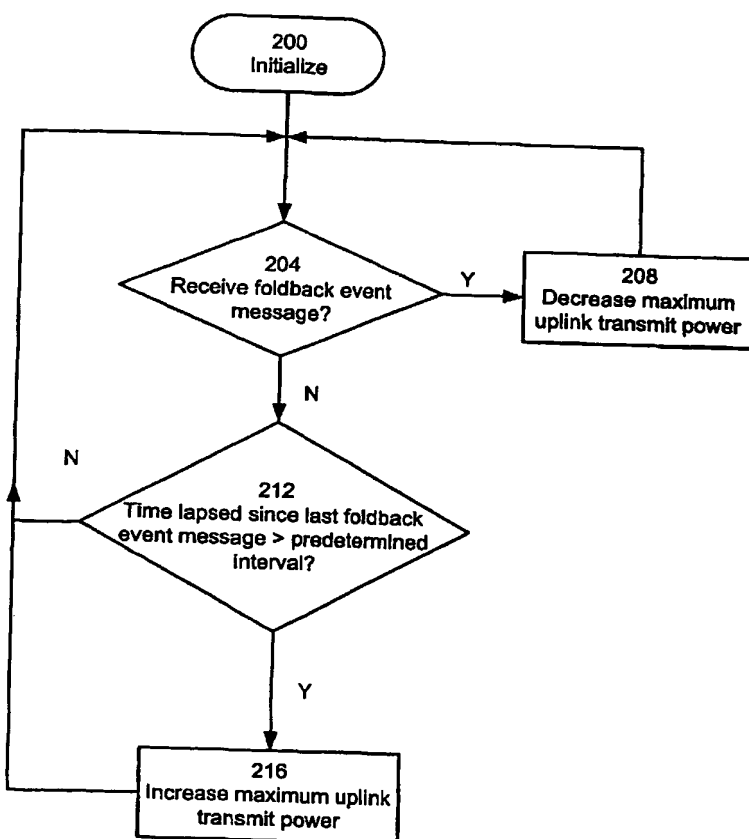 200
Initialize
204
Receive foldback event
message?
Y
208
Decrease maximum
uplink transmit power
N
N
212
Time lapsed since last foldback
event message > predetermined
interval?
Y
216
Increase maximum uplink
transmit power